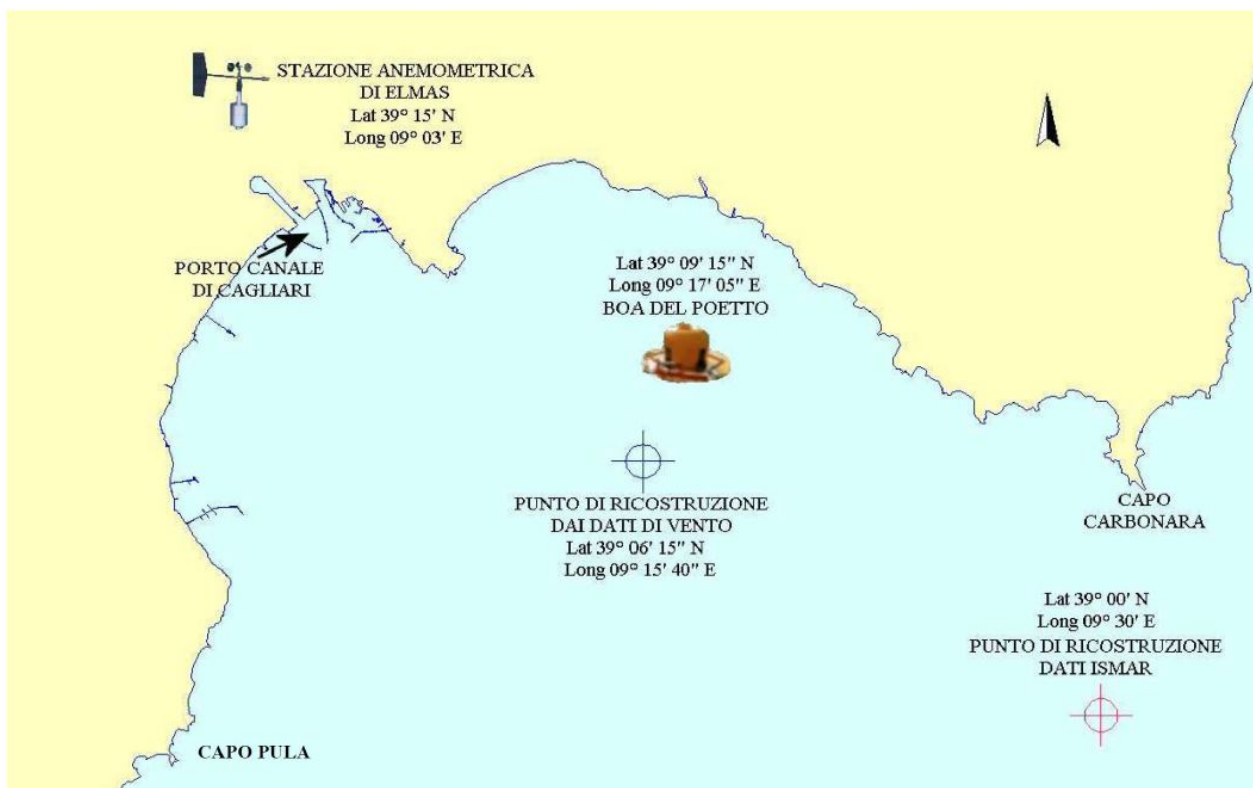 STAZIONE ANEMOMETRICA
DI ELMAS
Lat 39° 15' N
Long 09° 03' E
PORTO CANALE
DI CAGLIARI
Lat 39° 09' 15" N
Long 09° 17' 05" E
BOA DEL POETTO
PUNTO DI RICOSTRUZIONE
DAI DATI DI VENTO
Lat 39° 06' 15" N
Long 09° 15' 40" E
CAPO
CARBONARA
Lat 39° 00' N
Long 09° 30' E
PUNTO DI RICOSTRUZIONE
DATI ISMAR
CAPO PULA